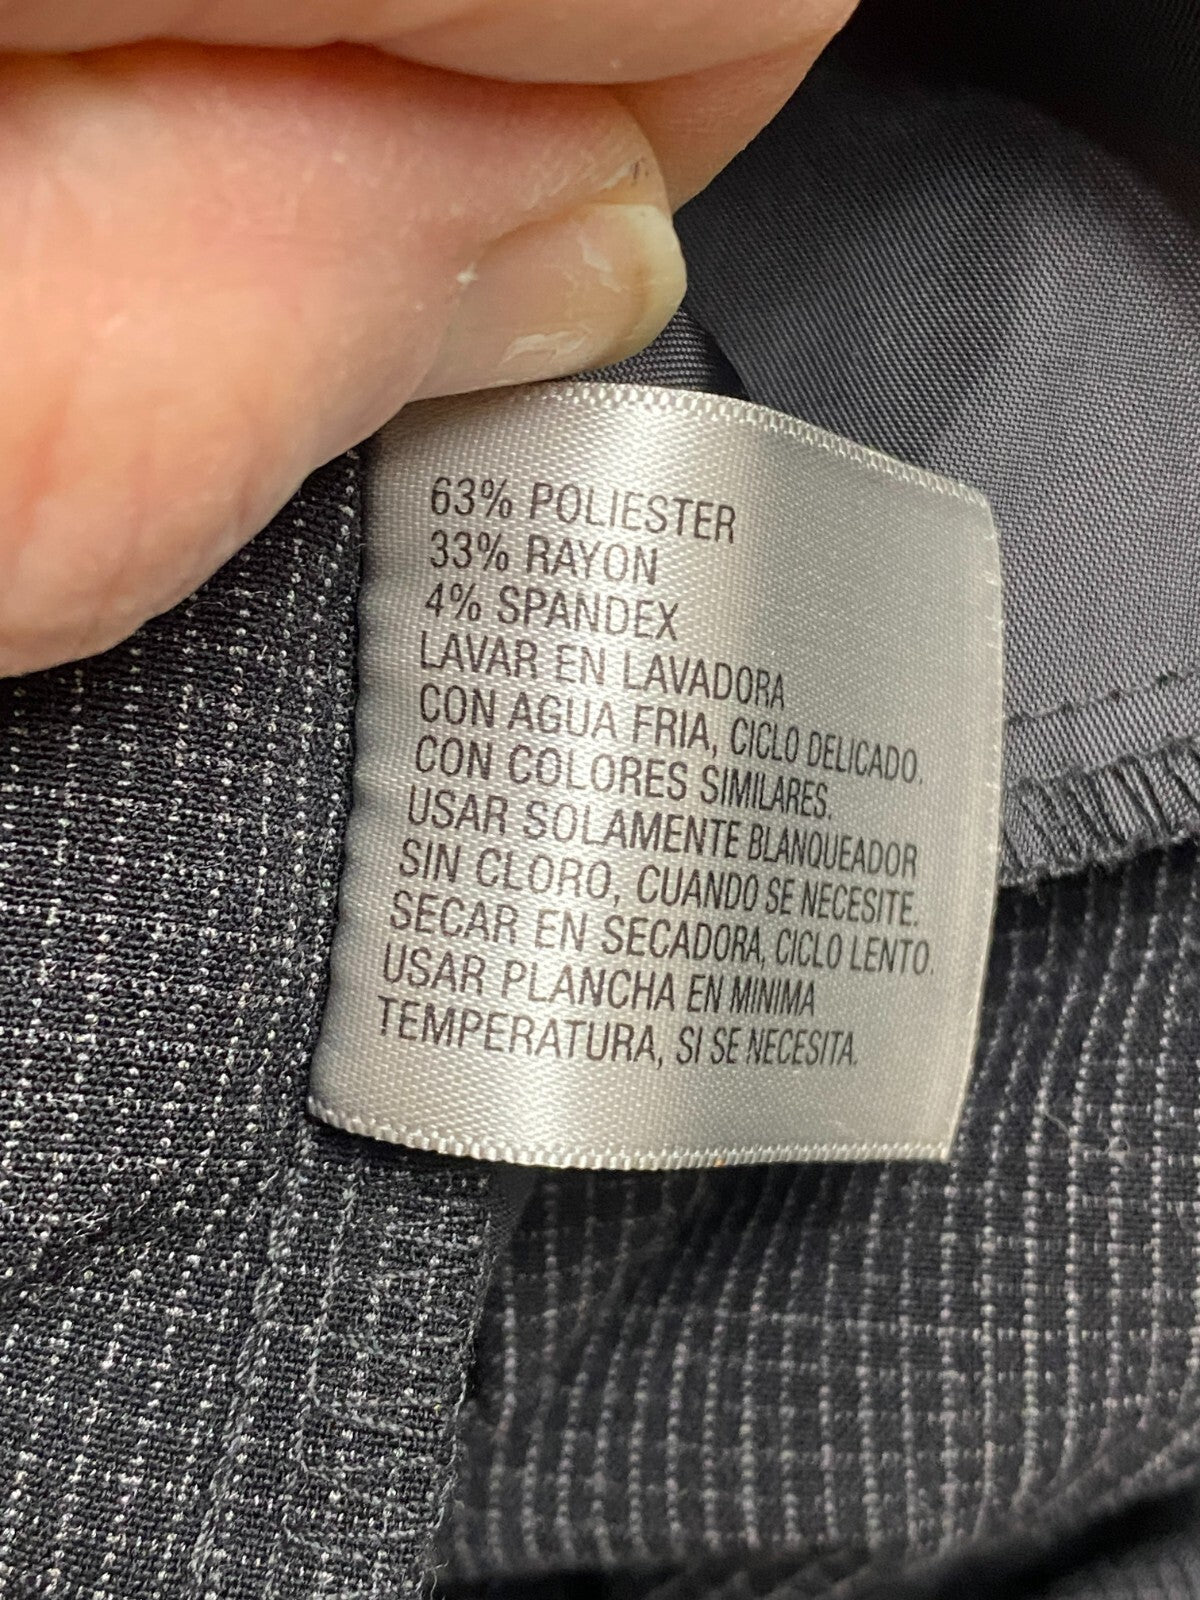 63% POLIESTER
33% RAYON
4% SPANDEX
LAVAR EN LAVADORA
CON AGUA FRIA, CICLO DELICADO.
CON COLORES SIMILARES.
USAR SOLAMENTE BLANQUEADOR
SIN CLORO, CUANDO SE NECESITE.
SECAR EN SECADORA, CICLO LENTO.
USAR PLANCHA EN MINIMA
TEMPERATURA, SI SE NECESITA.